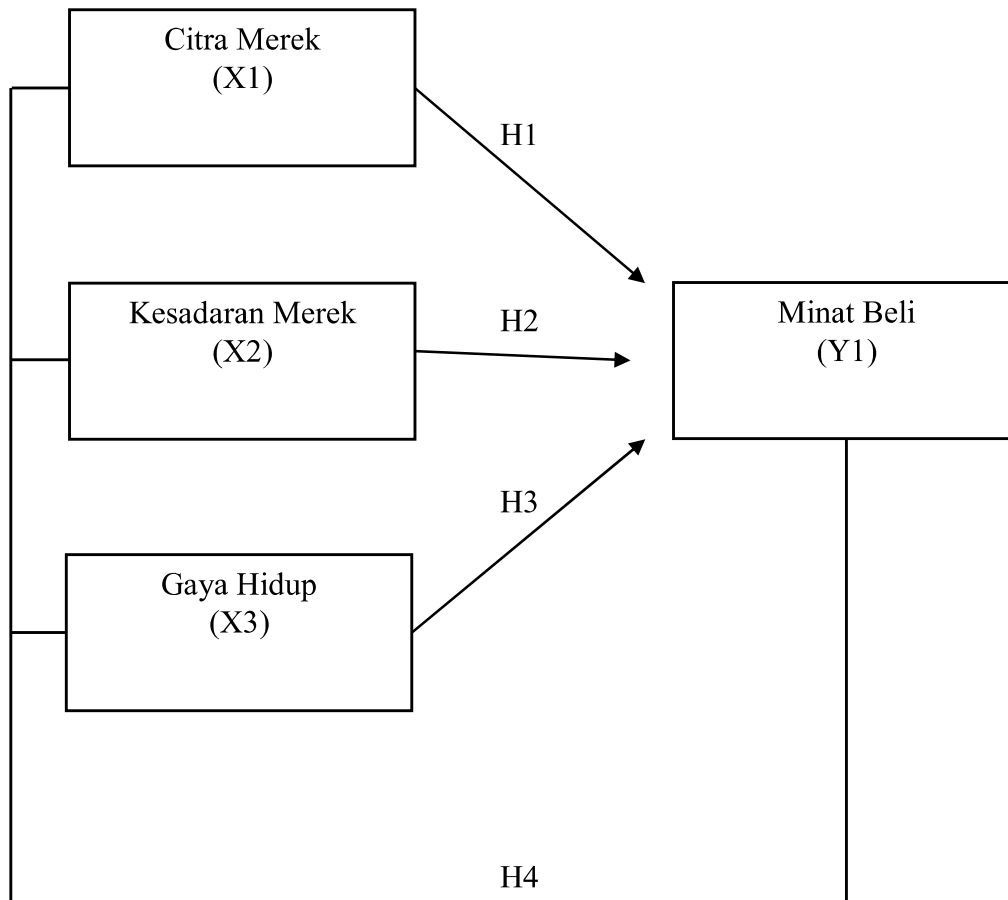 Citra Merek
(X1)
H1
Kesadaran Merek
(X2)
H2
Minat Beli
(Y1)
H3
Gaya Hidup
(X3)
H4